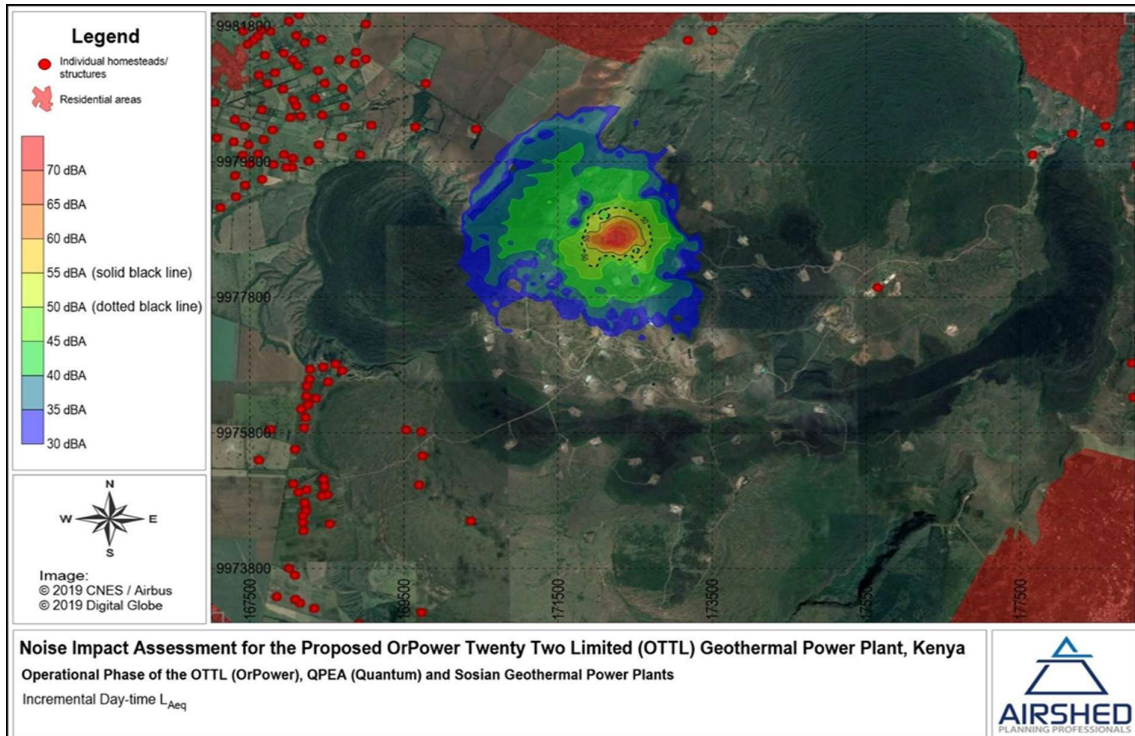 Legend
Individual homesteads/
structures
Residential areas
70 dBA
65 dBA
60 dBA
55 dBA (solid black line)
50 dBA (dotted black line)
45 dBA
40 dBA
35 dBA
30 dBA
N
W E
S
Image:
© 2019 CNES / Airbus
© 2019 Digital Globe
9981800
9979800
9977800
9975800
9973800
167500
169500
171500
173500
175500
177500
Noise Impact Assessment for the Proposed OrPower Twenty Two Limited (OTTL) Geothermal Power Plant, Kenya
Operational Phase of the OTTL (OrPower), QPEA (Quantum) and Sosian Geothermal Power Plants
Incremental Day-time LAeq
AIRSHED
PLANNING PROFESSIONALS